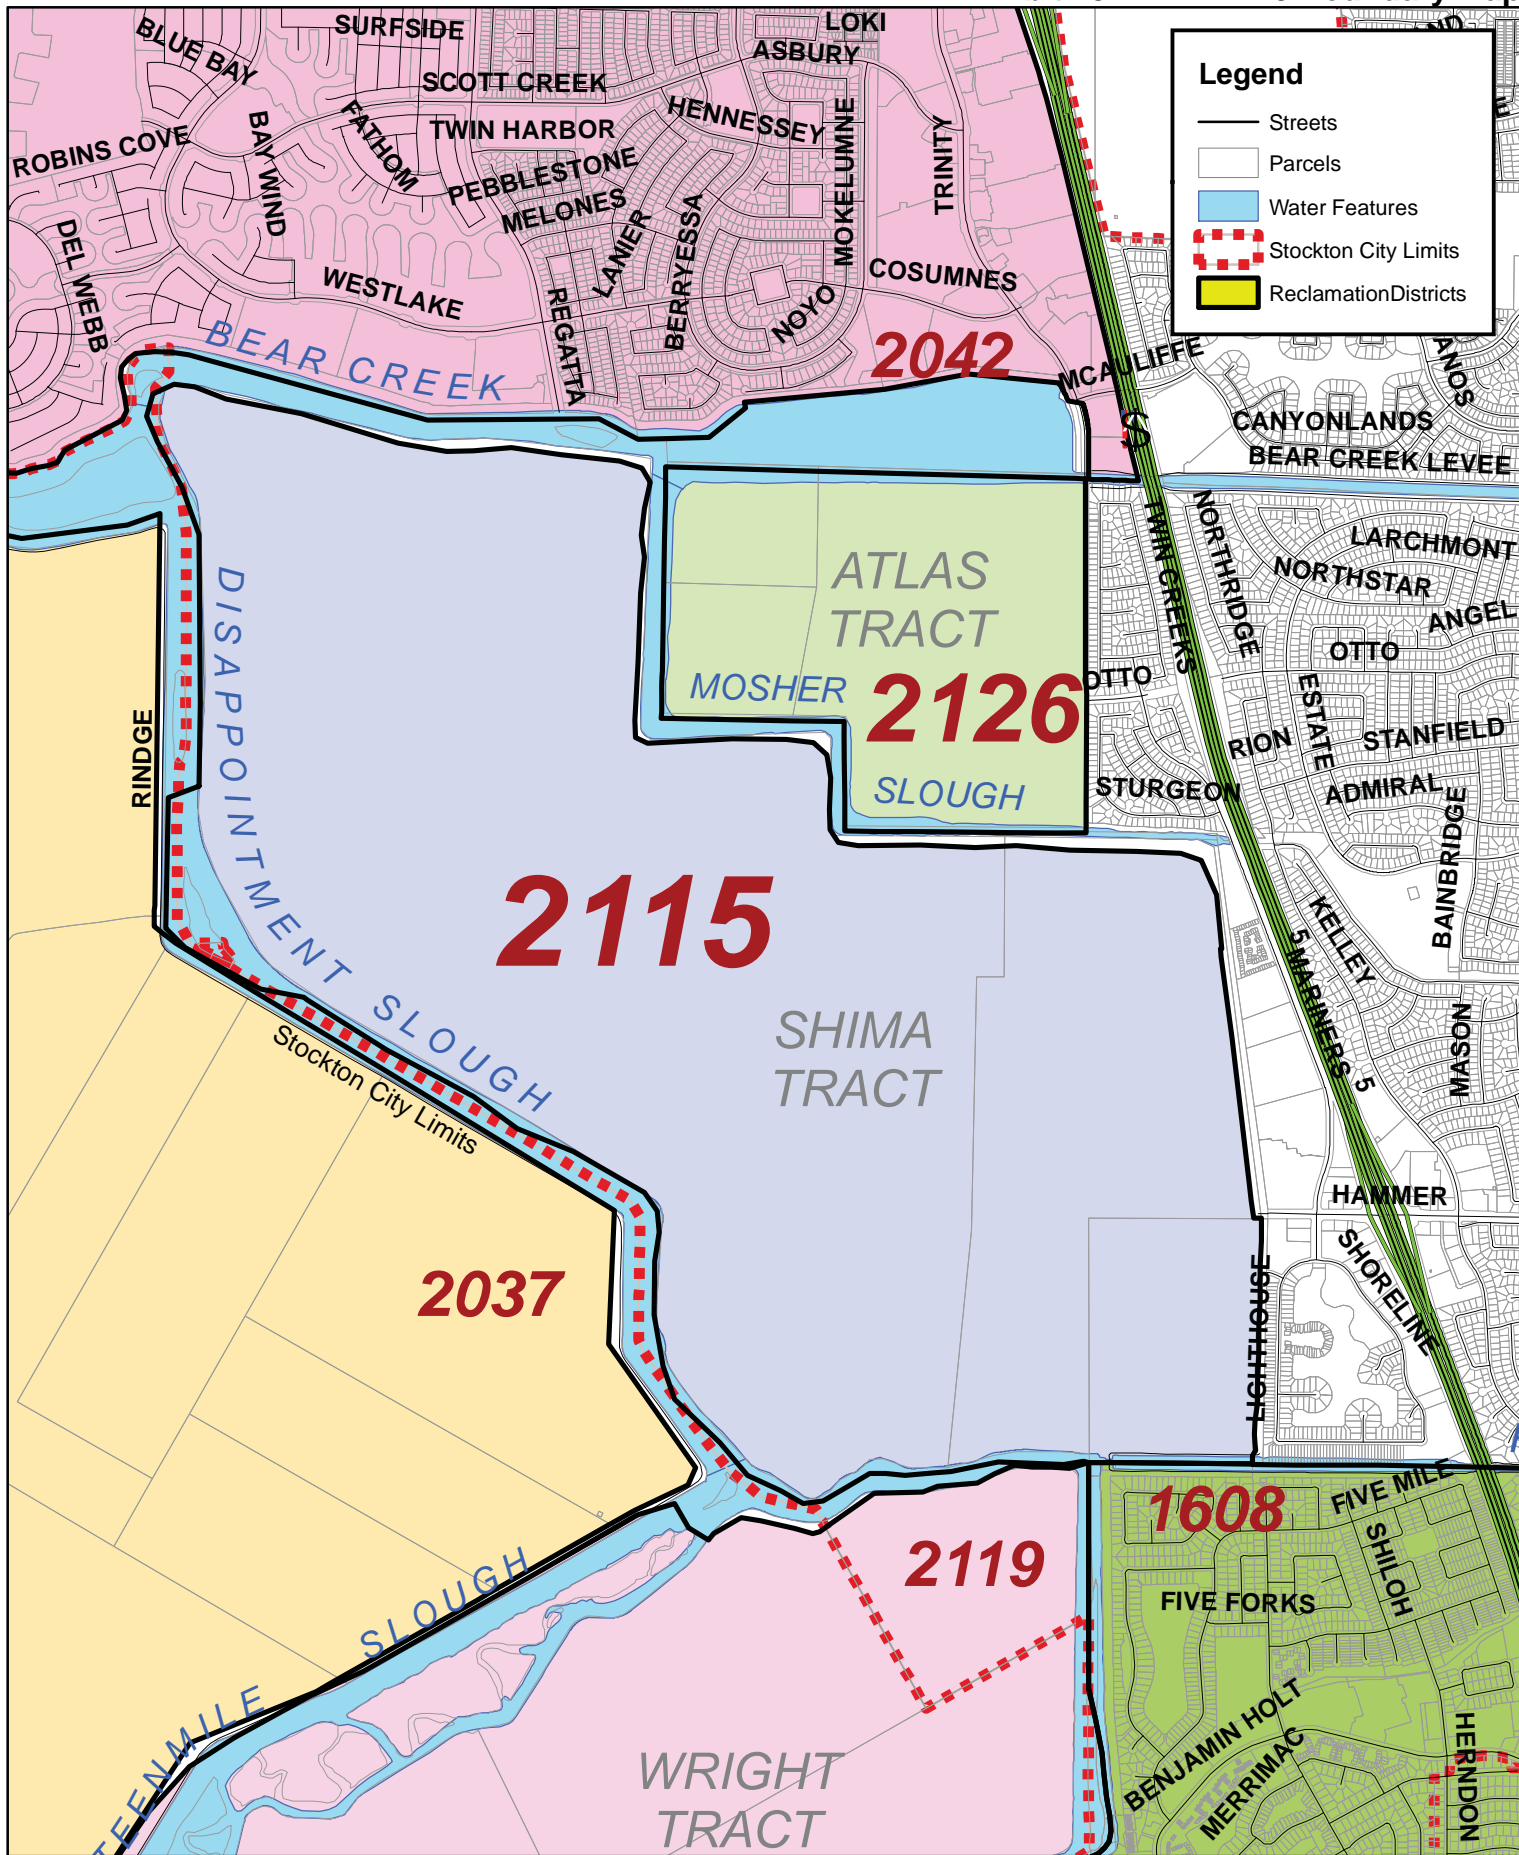 Legend
Streets
Parcels
Water Features
Stockton City Limits
ReclamationDistricts
BLUE BAY
SURFSIDE
LOKI
ASBURY
SCOTT CREEK
HENNESSEY
FATHOM
TWIN HARBOR
ROBINS COVE
BAY WIND
MOKELUMNE
TRINITY
PEBBLESTONE
MELONES
LANIER
BERRYESSA
DEL WEBB
WESTLAKE
REGATTA
NOYO
COSUMNES
BEAR CREEK
2042
MCAULIFFE
ANOS
CANYONLANDS
BEAR CREEK LEVEE
$
TWIN CREEKS
NORTHRIDGE
LARCHMONT
NORTHSTAR
ANGEL
OTTO
OTTO
ESTATE
RION
STANFIELD
ADMIRAL
BAINBRIDGE
STURGEON
ATLAS
TRACT
MOSHER
2126
SLOUGH
RINDGE
DISAPPOINTMENT SLOUGH
2115
SHIMA
TRACT
KELLEY
5
MARINERS
5
MASON
Stockton City Limits
HAMMER
SHORELINE
LIGHTHOUSE
2037
1608
FIVE MILE
SHILOH
2119
FIVE FORKS
SLOUGH
TEENMILE
BENJAMIN HOLT
MERRIMAC
HERNDON
WRIGHT
TRACT